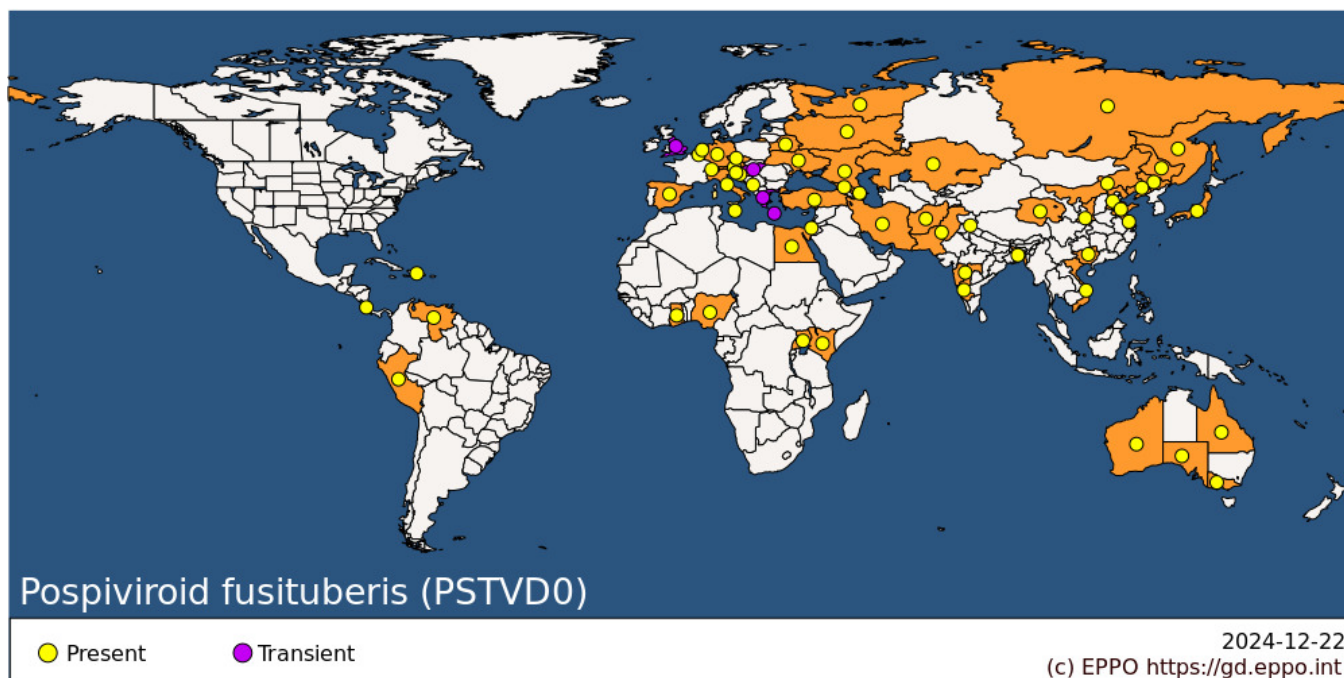 Pospiviroid fusituberis (PSTVD0)
Present
Transient
2024-12-22
(c) EPPO https://gd.eppo.int